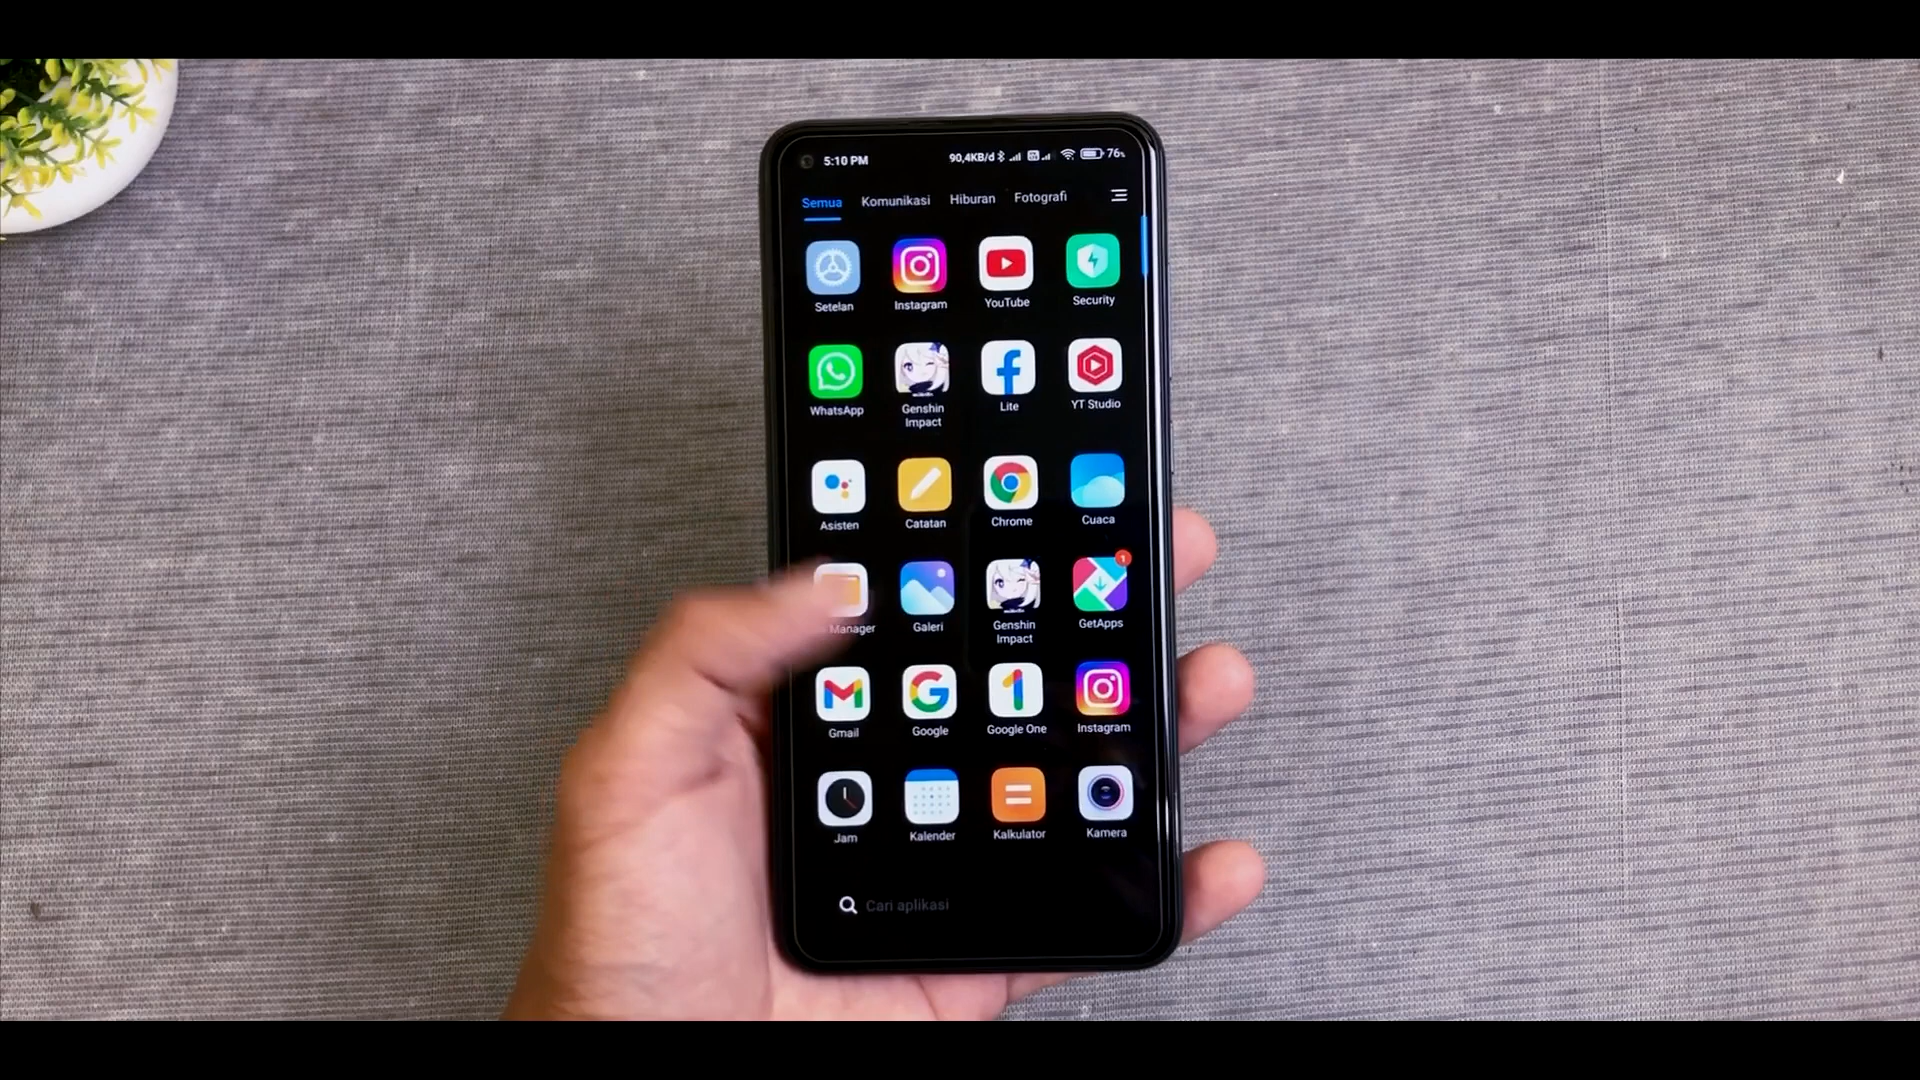 5:10 PM 90,4KB/d 76%
Semua Komunikasi Hiburan Fotografi
Setelan Instagram YouTube Security
WhatsApp Genshin Impact Lite YT Studio
Asisten Catatan Chrome Cuaca
Manager Galeri Genshin Impact GetApps 1
Gmail Google Google One Instagram
Jam Kalender Kalkulator Kamera
Cari aplikasi